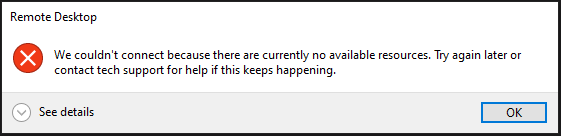 Remote Desktop
We couldn't connect because there are currently no available resources. Try again later or
contact tech support for help if this keeps happening.
See details
OK